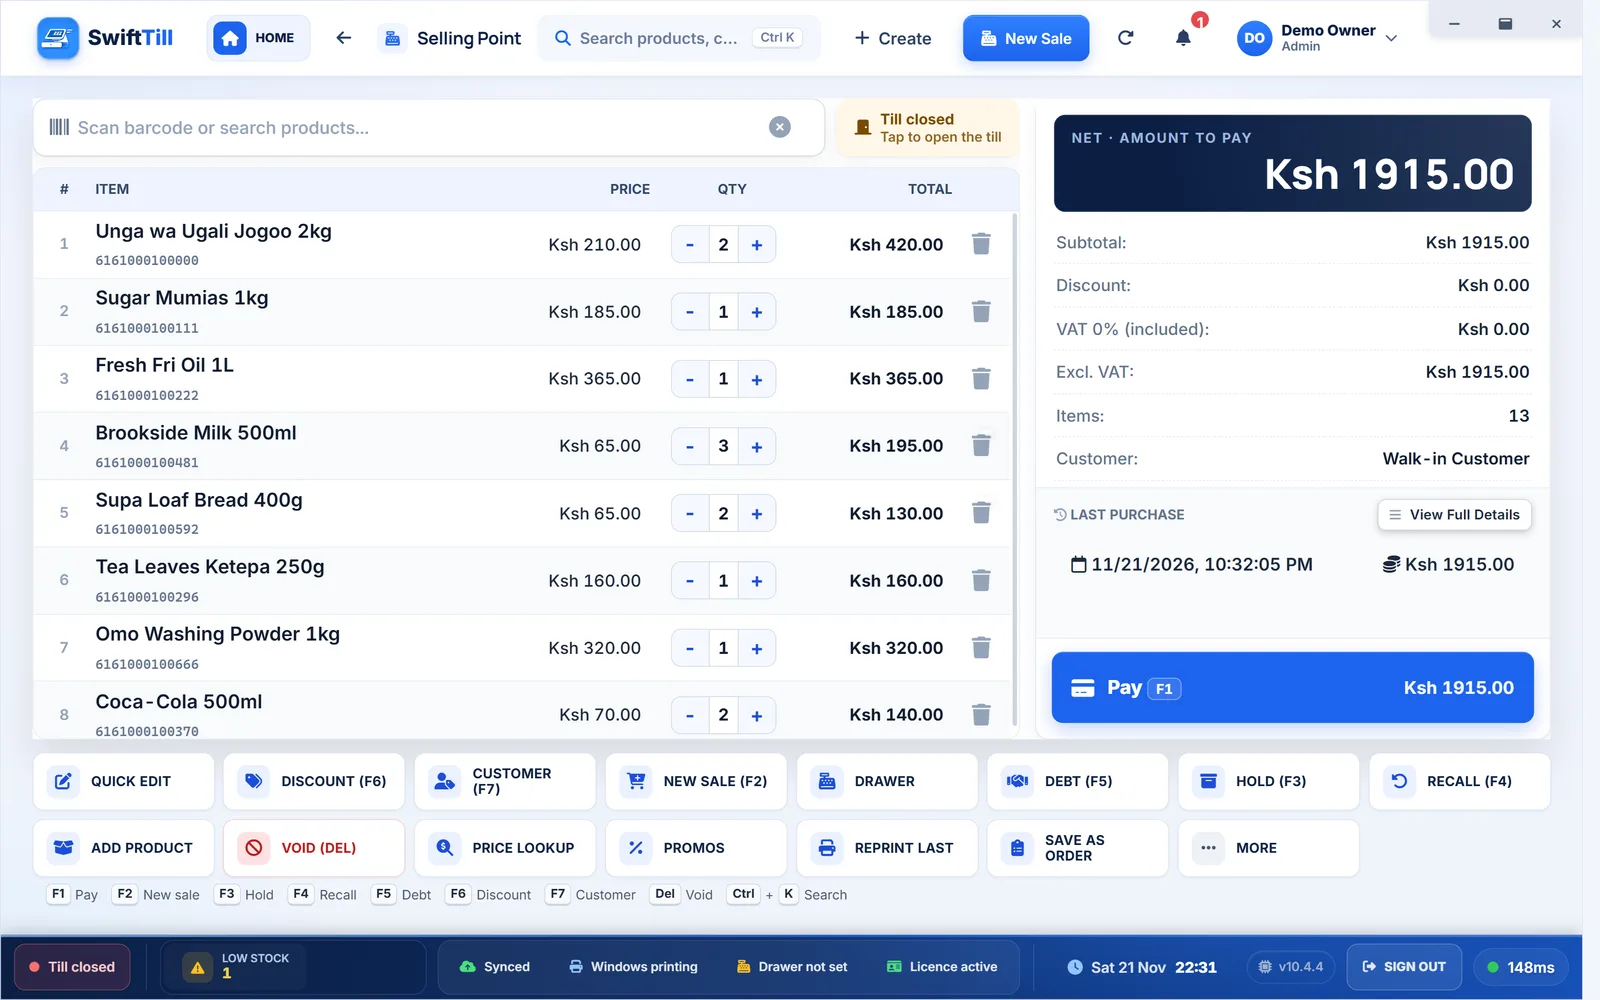 SwiftTill
HOME
Selling Point
Search products, c...
Ctrl K
Create
New Sale
1
DO
Demo Owner
Admin
Scan barcode or search products...
Till closed
Tap to open the till
# ITEM PRICE QTY TOTAL
1 Unga wa Ugali Jogoo 2kg Ksh 210.00 - 2 + Ksh 420.00
6161000100000
2 Sugar Mumias 1kg Ksh 185.00 - 1 + Ksh 185.00
6161000100111
3 Fresh Fri Oil 1L Ksh 365.00 - 1 + Ksh 365.00
6161000100222
4 Brookside Milk 500ml Ksh 65.00 - 3 + Ksh 195.00
6161000100481
5 Supa Loaf Bread 400g Ksh 65.00 - 2 + Ksh 130.00
6161000100592
6 Tea Leaves Ketepa 250g Ksh 160.00 - 1 + Ksh 160.00
6161000100296
7 Omo Washing Powder 1kg Ksh 320.00 - 1 + Ksh 320.00
6161000100666
8 Coca-Cola 500ml Ksh 70.00 - 2 + Ksh 140.00
6161000100370
NET · AMOUNT TO PAY
Ksh 1915.00
Subtotal: Ksh 1915.00
Discount: Ksh 0.00
VAT 0% (included): Ksh 0.00
Excl. VAT: Ksh 1915.00
Items: 13
Customer: Walk-in Customer
LAST PURCHASE
View Full Details
11/21/2026, 10:32:05 PM Ksh 1915.00
Pay F1 Ksh 1915.00
QUICK EDIT
DISCOUNT (F6)
CUSTOMER
(F7)
NEW SALE (F2)
DRAWER
DEBT (F5)
HOLD (F3)
RECALL (F4)
ADD PRODUCT
VOID (DEL)
PRICE LOOKUP
PROMOS
REPRINT LAST
SAVE AS
ORDER
MORE
F1 Pay F2 New sale F3 Hold F4 Recall F5 Debt F6 Discount F7 Customer Del Void Ctrl + K Search
Till closed
LOW STOCK
1
Synced
Windows printing
Drawer not set
Licence active
Sat 21 Nov 22:31
v10.4.4
SIGN OUT
148ms